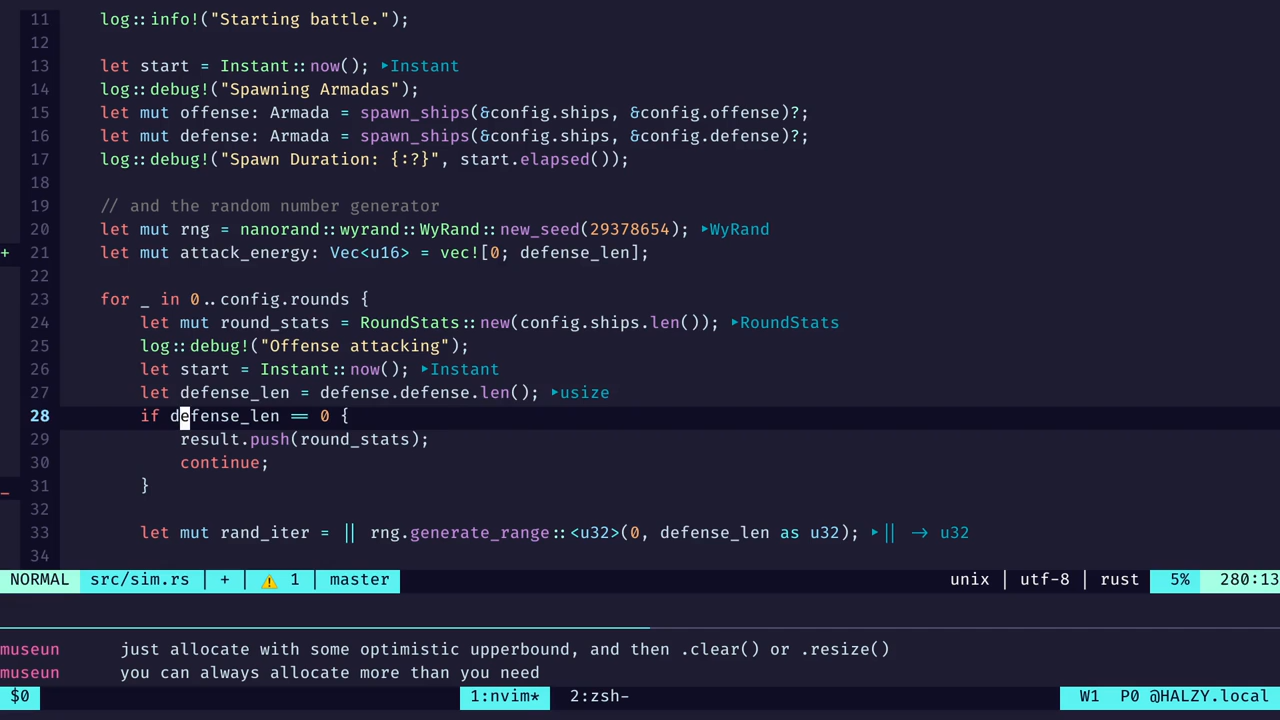 11 log::info!("Starting battle.");
12
13 let start = Instant::now(); ‣Instant
14 log::debug!("Spawning Armadas");
15 let mut offense: Armada = spawn_ships(&config.ships, &config.offense)?;
16 let mut defense: Armada = spawn_ships(&config.ships, &config.defense)?;
17 log::debug!("Spawn Duration: {:?}", start.elapsed());
18
19 // and the random number generator
20 let mut rng = nanorand::wyrand::WyRand::new_seed(29378654); ‣WyRand
+ 21 let mut attack_energy: Vec<u16> = vec![0; defense_len];
22
23 for _ in 0..config.rounds {
24 let mut round_stats = RoundStats::new(config.ships.len()); ‣RoundStats
25 log::debug!("Offense attacking");
26 let start = Instant::now(); ‣Instant
27 let defense_len = defense.defense.len(); ‣usize
28 if defense_len == 0 {
29 result.push(round_stats);
30 continue;
_ 31 }
32
33 let mut rand_iter = || rng.generate_range::<u32>(0, defense_len as u32); ‣|| → u32
34
NORMAL src/sim.rs | + | ⚠ 1 | master unix | utf-8 | rust 5% 280:13
museun just allocate with some optimistic upperbound, and then .clear() or .resize()
museun you can always allocate more than you need
$0 1:nvim* 2:zsh- W1 P0 @HALZY.local